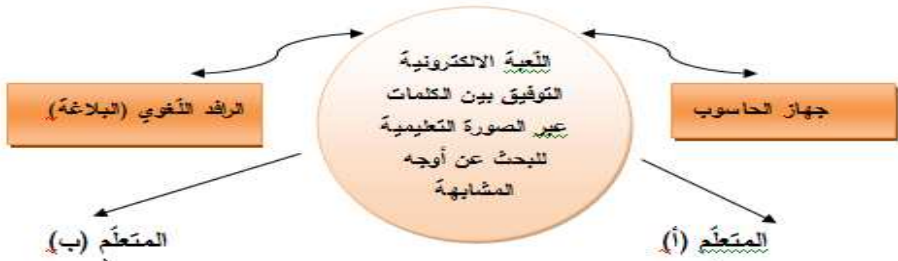 اللّعبة الالكترونية
التوفيق بين الكلمات
عبر الصورة التعليمية
للبحث عن أوجه
المشابهة
جهاز الحاسوب
الرافد اللّغوي (البلاغة)
المتعلّم (أ)
المتعلّم (ب)